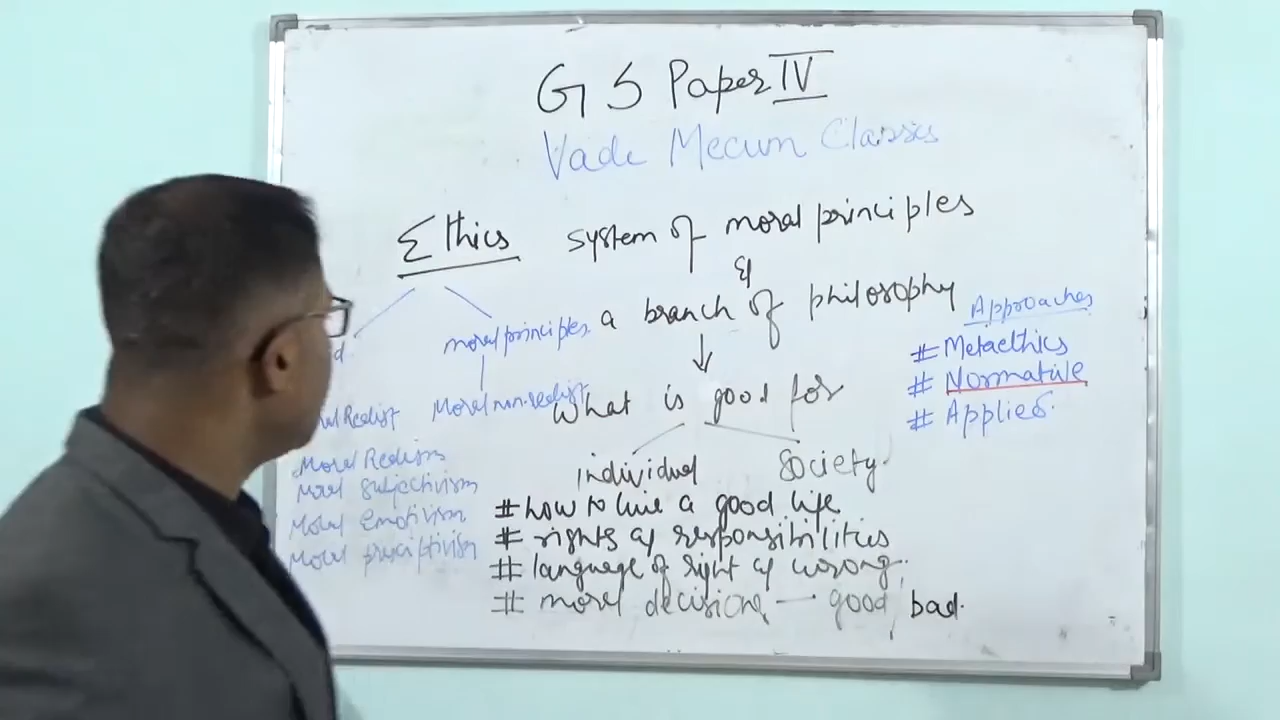 GS Paper IV
Vade Mecum Classes
Ethics system of moral principles
&
a branch of philosophy
moral principles
Approaches
# Metaethics
# Normative
# Applied.
What is good for
Realist Moral non-realist
individual society.
Moral Realism
Moral subjectivism
Moral emotivism
Moral prescriptivism
# how to live a good life
# rights & responsibilities
# language of right & wrong;
# moral decisions — good, bad.